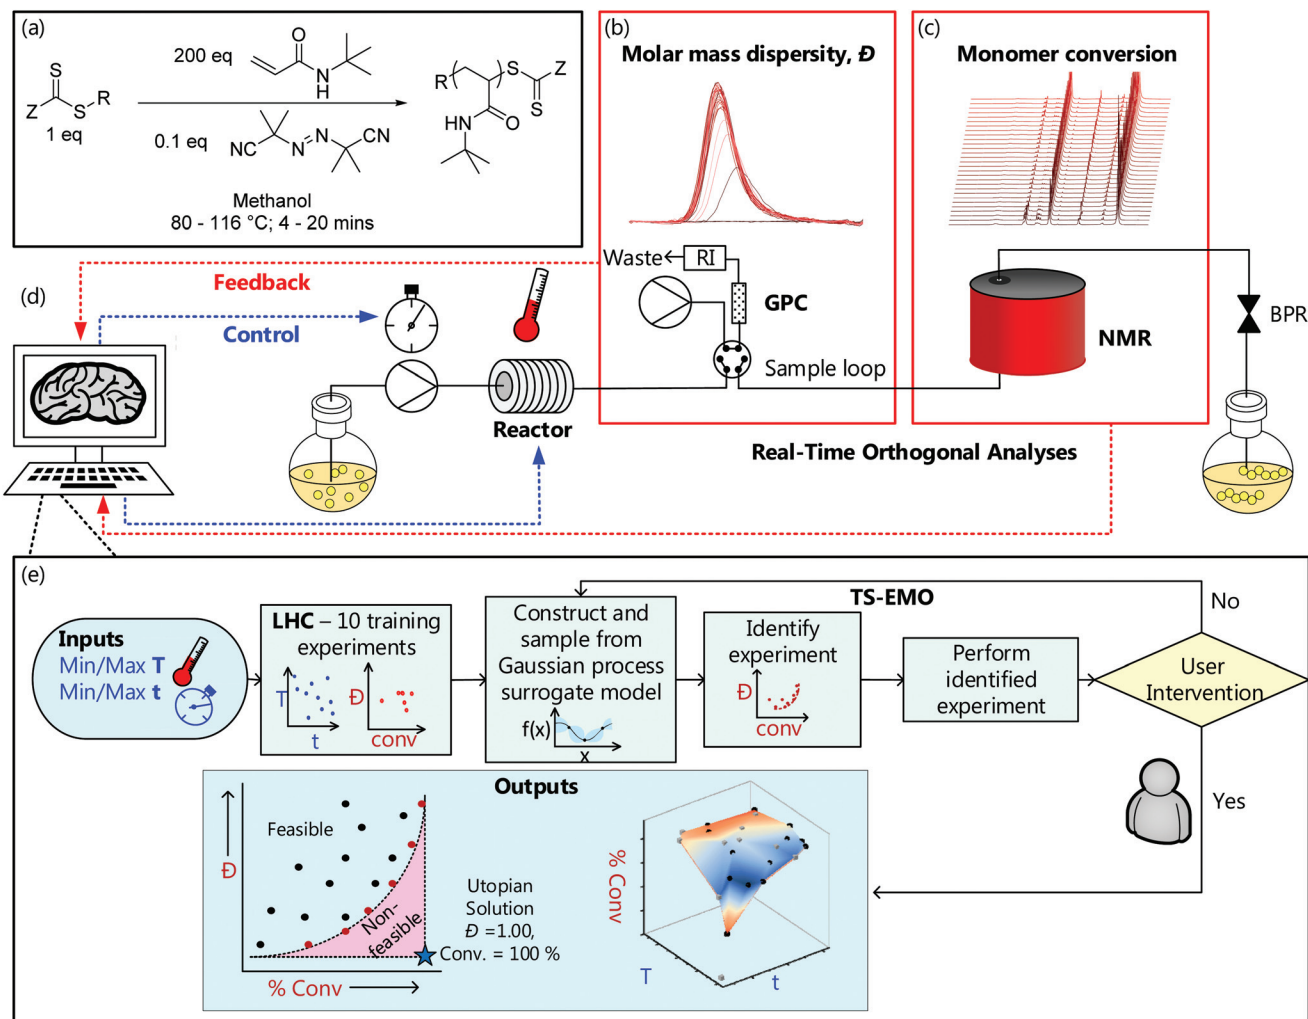 (a)
200 eq
O
N
H
S
Z
S
R
1 eq
0.1 eq
NC
N
N
CN
R
S
Z
S
HN
O
Methanol
80 - 116 °C; 4 - 20 mins
(b)
Molar mass dispersity, Đ
Waste
RI
GPC
Sample loop
(c)
Monomer conversion
NMR
BPR
Real-Time Orthogonal Analyses
(d)
Feedback
Control
Reactor
(e)
Inputs
Min/Max T
Min/Max t
LHC – 10 training
experiments
T
t
Đ
conv
Construct and
sample from
Gaussian process
surrogate model
f(x)
x
TS-EMO
Identify
experiment
Đ
conv
Perform
identified
experiment
No
User
Intervention
Yes
Outputs
Đ
Feasible
Non-
feasible
% Conv
Utopian
Solution
Đ =1.00,
Conv. = 100 %
% Conv
T
t